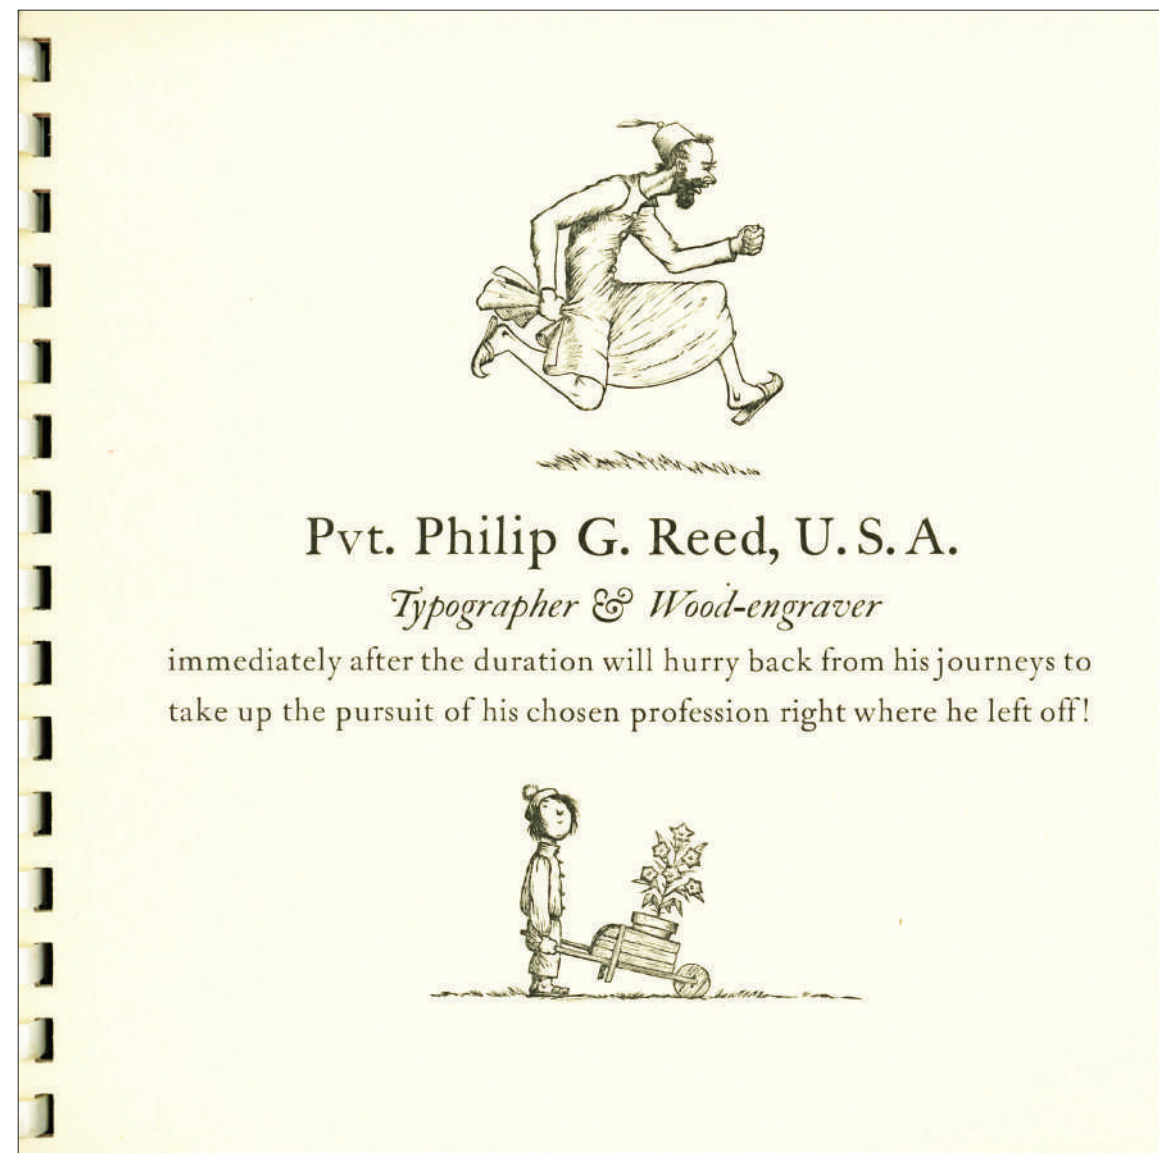 Pvt. Philip G. Reed, U.S.A.
Typographer & Wood-engraver
immediately after the duration will hurry back from his journeys to
take up the pursuit of his chosen profession right where he left off!